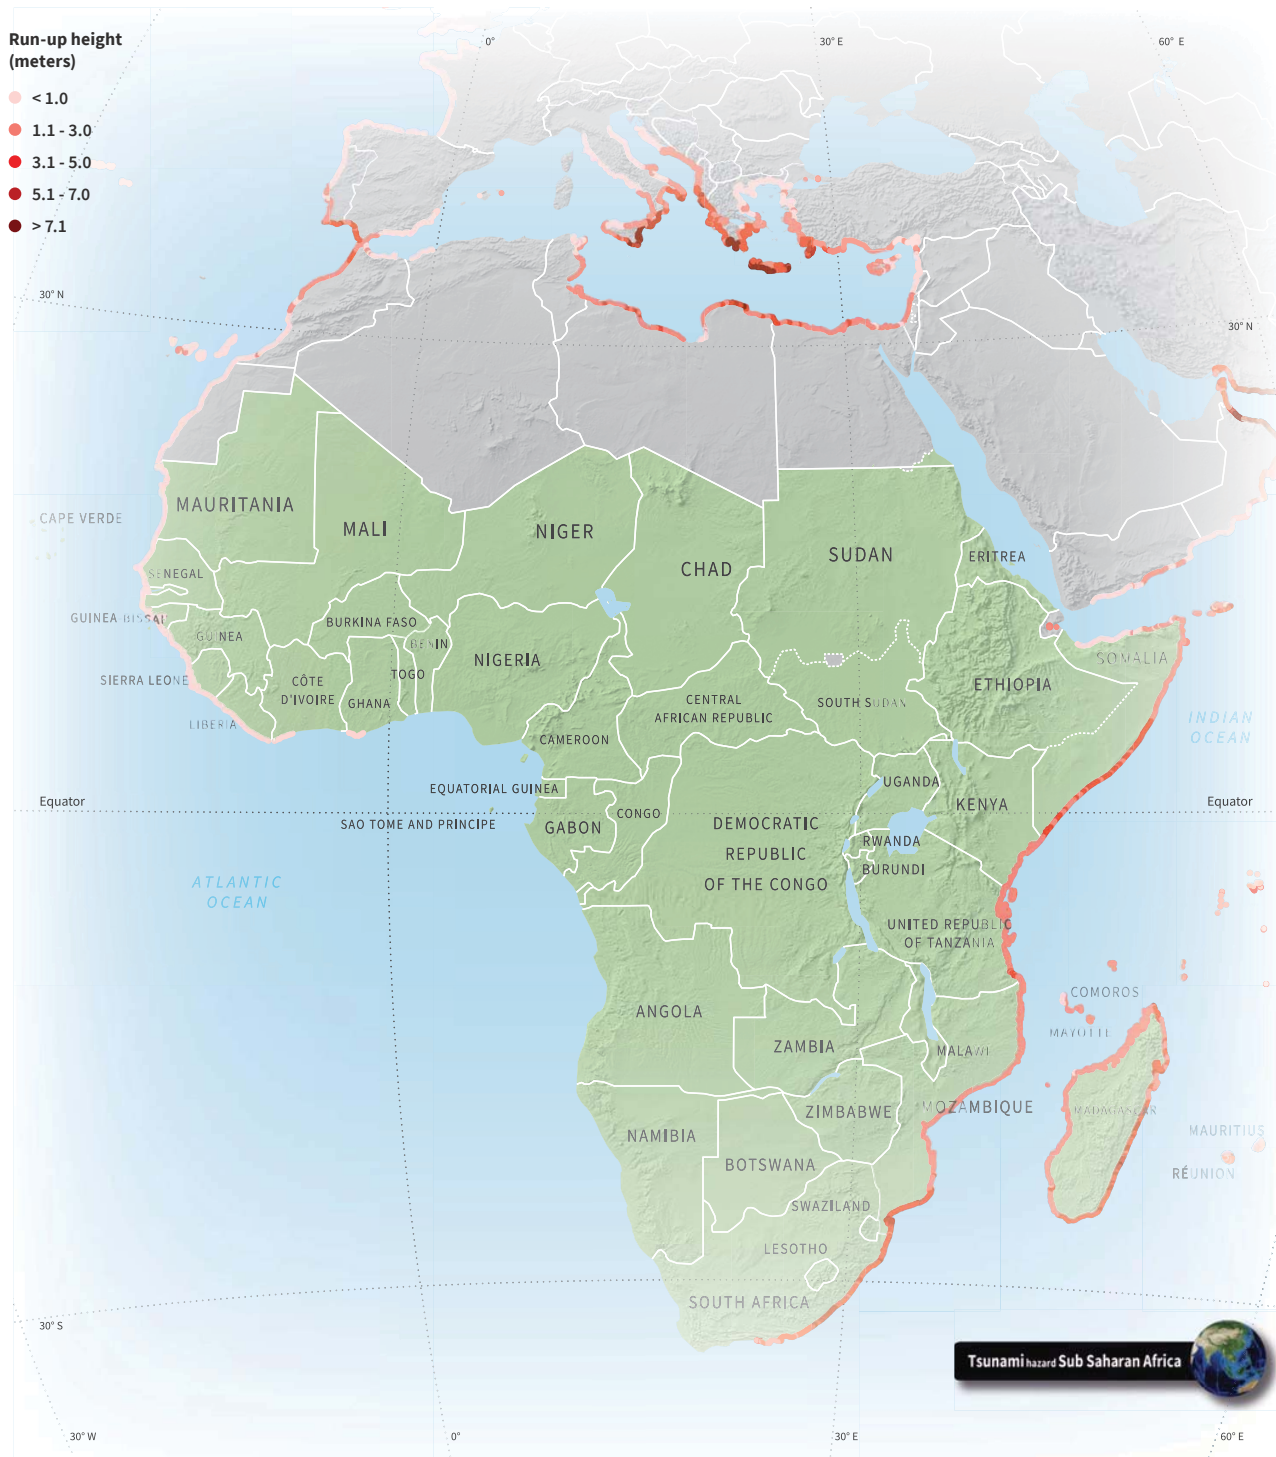 Run-up height
(meters)
< 1.0
1.1 - 3.0
3.1 - 5.0
5.1 - 7.0
> 7.1
0°
30° E
60° E
30° N
30° N
MAURITANIA
CAPE VERDE
MALI
NIGER
CHAD
SUDAN
ERITREA
SENEGAL
GUINEA BISSAU
BURKINA FASO
GUINEA
BENIN
NIGERIA
SOMALIA
SIERRA LEONE
CÔTE
D'IVOIRE
TOGO
GHANA
CENTRAL
AFRICAN REPUBLIC
SOUTH SUDAN
ETHIOPIA
LIBERIA
CAMEROON
INDIAN
OCEAN
EQUATORIAL GUINEA
UGANDA
KENYA
Equator
Equator
SAO TOME AND PRINCIPE
GABON
CONGO
DEMOCRATIC
REPUBLIC
OF THE CONGO
RWANDA
BURUNDI
ATLANTIC
OCEAN
UNITED REPUBLIC
OF TANZANIA
ANGOLA
COMOROS
MAYOTTE
ZAMBIA
MALAWI
ZIMBABWE
MOZAMBIQUE
MADAGASCAR
NAMIBIA
MAURITIUS
BOTSWANA
RÉUNION
SWAZILAND
LESOTHO
SOUTH AFRICA
30° S
Tsunami hazard Sub Saharan Africa
30° W
0°
30° E
60° E